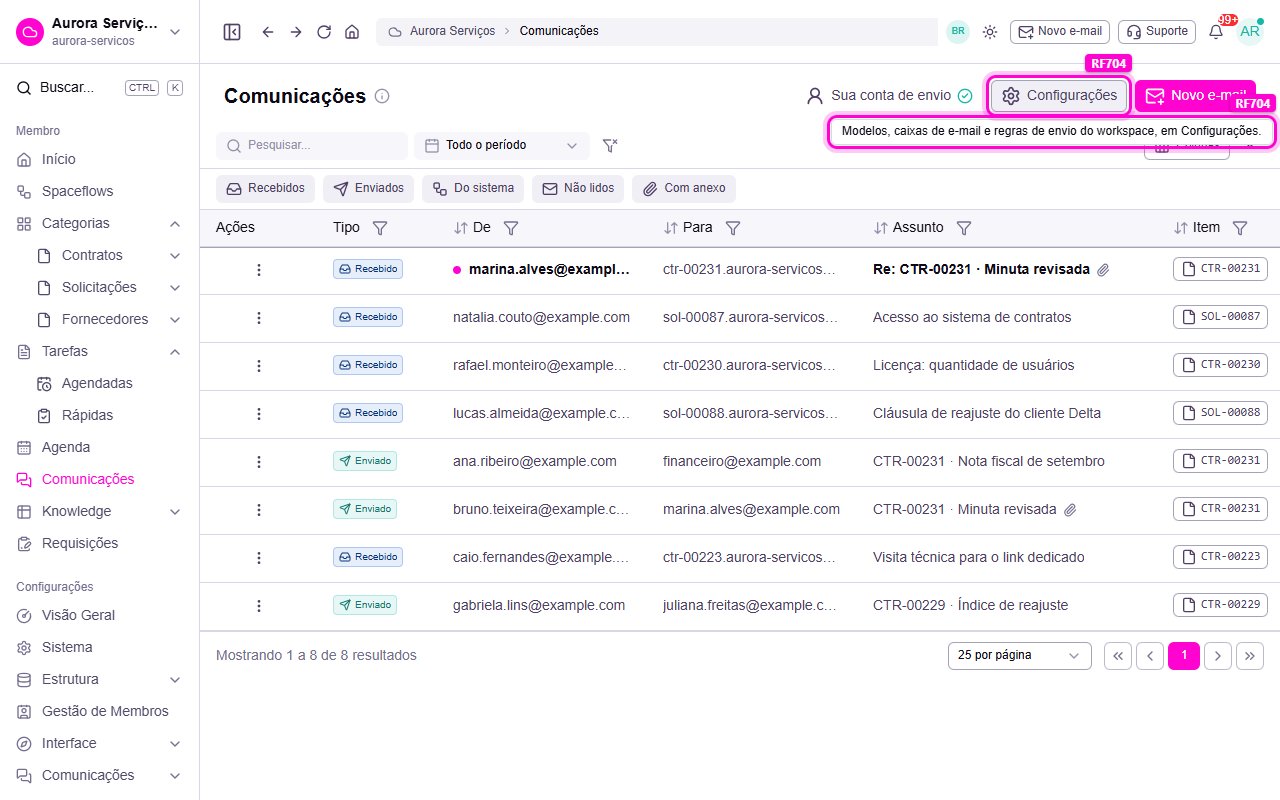 Aurora Serviç...
aurora-servicos
Aurora Serviços > Comunicações
BR
Novo e-mail
Suporte
99+
AR
Buscar...
CTRL
K
Membro
Início
Spaceflows
Categorias
Contratos
Solicitações
Fornecedores
Tarefas
Agendadas
Rápidas
Agenda
Comunicações
Knowledge
Requisições
Configurações
Visão Geral
Sistema
Estrutura
Gestão de Membros
Interface
Comunicações
Comunicações
Sua conta de envio
RF704
Configurações
Novo e-mail
RF704
Modelos, caixas de e-mail e regras de envio do workspace, em Configurações.
Pesquisar...
Todo o período
Recebidos
Enviados
Do sistema
Não lidos
Com anexo
Ações Tipo De Para Assunto Item
Recebido marina.alves@exampl... ctr-00231.aurora-servicos... Re: CTR-00231 · Minuta revisada CTR-00231
Recebido natalia.couto@example.com sol-00087.aurora-servicos... Acesso ao sistema de contratos SOL-00087
Recebido rafael.monteiro@example... ctr-00230.aurora-servicos... Licença: quantidade de usuários CTR-00230
Recebido lucas.almeida@example.c... sol-00088.aurora-servicos... Cláusula de reajuste do cliente Delta SOL-00088
Enviado ana.ribeiro@example.com financeiro@example.com CTR-00231 · Nota fiscal de setembro CTR-00231
Enviado bruno.teixeira@example.c... marina.alves@example.com CTR-00231 · Minuta revisada CTR-00231
Recebido caio.fernandes@example.... ctr-00223.aurora-servicos... Visita técnica para o link dedicado CTR-00223
Enviado gabriela.lins@example.com juliana.freitas@example.c... CTR-00229 · Índice de reajuste CTR-00229
Mostrando 1 a 8 de 8 resultados
25 por página
1